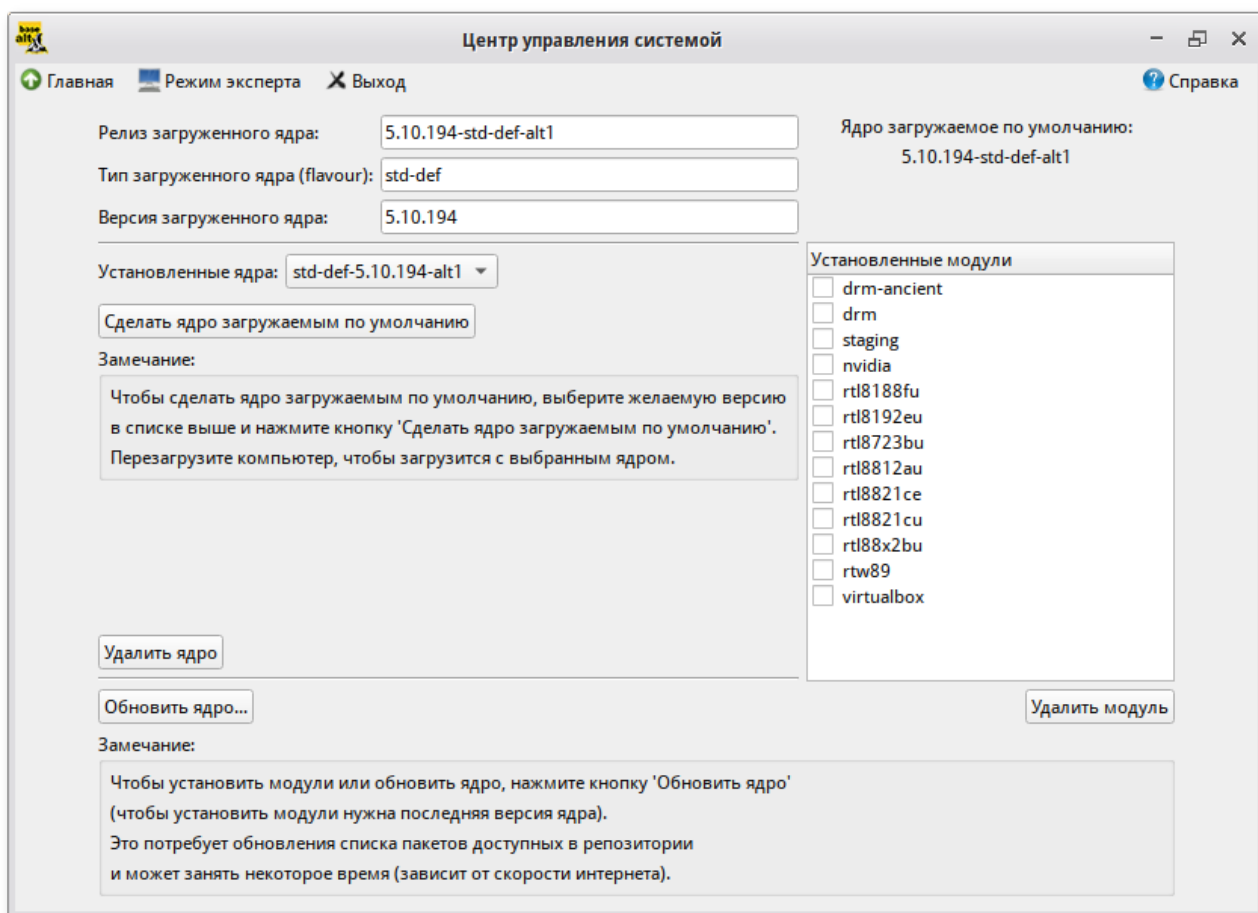 base
alt
Центр управления системой
Главная Режим эксперта Выход Справка
Релиз загруженного ядра: 5.10.194-std-def-alt1
Тип загруженного ядра (flavour): std-def
Версия загруженного ядра: 5.10.194
Ядро загружаемое по умолчанию:
5.10.194-std-def-alt1
Установленные ядра: std-def-5.10.194-alt1
Сделать ядро загружаемым по умолчанию
Замечание:
Чтобы сделать ядро загружаемым по умолчанию, выберите желаемую версию
в списке выше и нажмите кнопку 'Сделать ядро загружаемым по умолчанию'.
Перезагрузите компьютер, чтобы загрузится с выбранным ядром.
Удалить ядро
Установленные модули
drm-ancient
drm
staging
nvidia
rtl8188fu
rtl8192eu
rtl8723bu
rtl8812au
rtl8821ce
rtl8821cu
rtl88x2bu
rtw89
virtualbox
Обновить ядро... Удалить модуль
Замечание:
Чтобы установить модули или обновить ядро, нажмите кнопку 'Обновить ядро'
(чтобы установить модули нужна последняя версия ядра).
Это потребует обновления списка пакетов доступных в репозитории
и может занять некоторое время (зависит от скорости интернета).